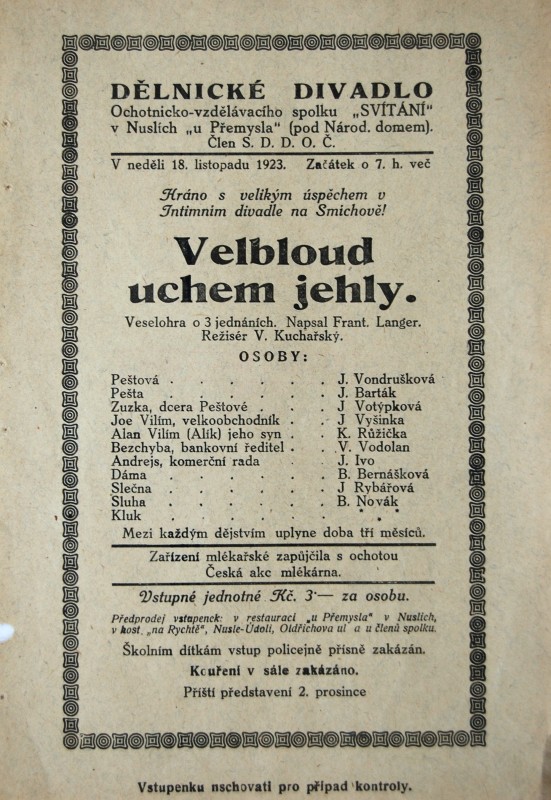 DĚLNICKÉ DIVADLO
Ochotnicko-vzdělávacího spolku „SVÍTÁNÍ“
v Nuslích „u Přemysla“ (pod Národ. domem).
Člen S. D. D. O. Č.
V neděli 18. listopadu 1923. Začátek o 7. h. več
Hráno s velikým úspěchem v
Intimním divadle na Smichově!
Velbloud
uchem jehly.
Veselohra o 3 jednáních. Napsal Frant. Langer.
Režisér V. Kuchařský.
OSOBY:
Peštová . . . . . . J. Vondrušková
Pešta . . . . . . J. Barták
Zuzka, dcera Peštové . . . J Votýpková
Joe Vilím, velkoobchodník . . J Vyšinka
Alan Vilím (Alík) jeho syn . . K. Růžička
Bezchyba, bankovní ředitel . . V. Vodolan
Andrejs, komerční rada . . J. Ivo
Dáma . . . . . . B. Bernášková
Slečna . . . . . . J Rybářová
Sluha . . . . . . B. Novák
Kluk . . . . . . * * *
Mezi každým dějstvím uplyne doba tří měsíců.
Zařízení mlékařské zapůjčila s ochotou
Česká akc mlékárna.
Vstupné jednotné Kč. 3·— za osobu.
Předprodej vstupenek: v restauraci „u Přemysla“ v Nuslích,
v host. „na Rychtě“, Nusle-Údolí, Oldřichova ul a u členů spolku.
Školním dítkám vstup policejně přísně zakázán.
Kouření v sále zakázáno.
Příští představení 2. prosince
Vstupenku nschovati pro případ kontroly.